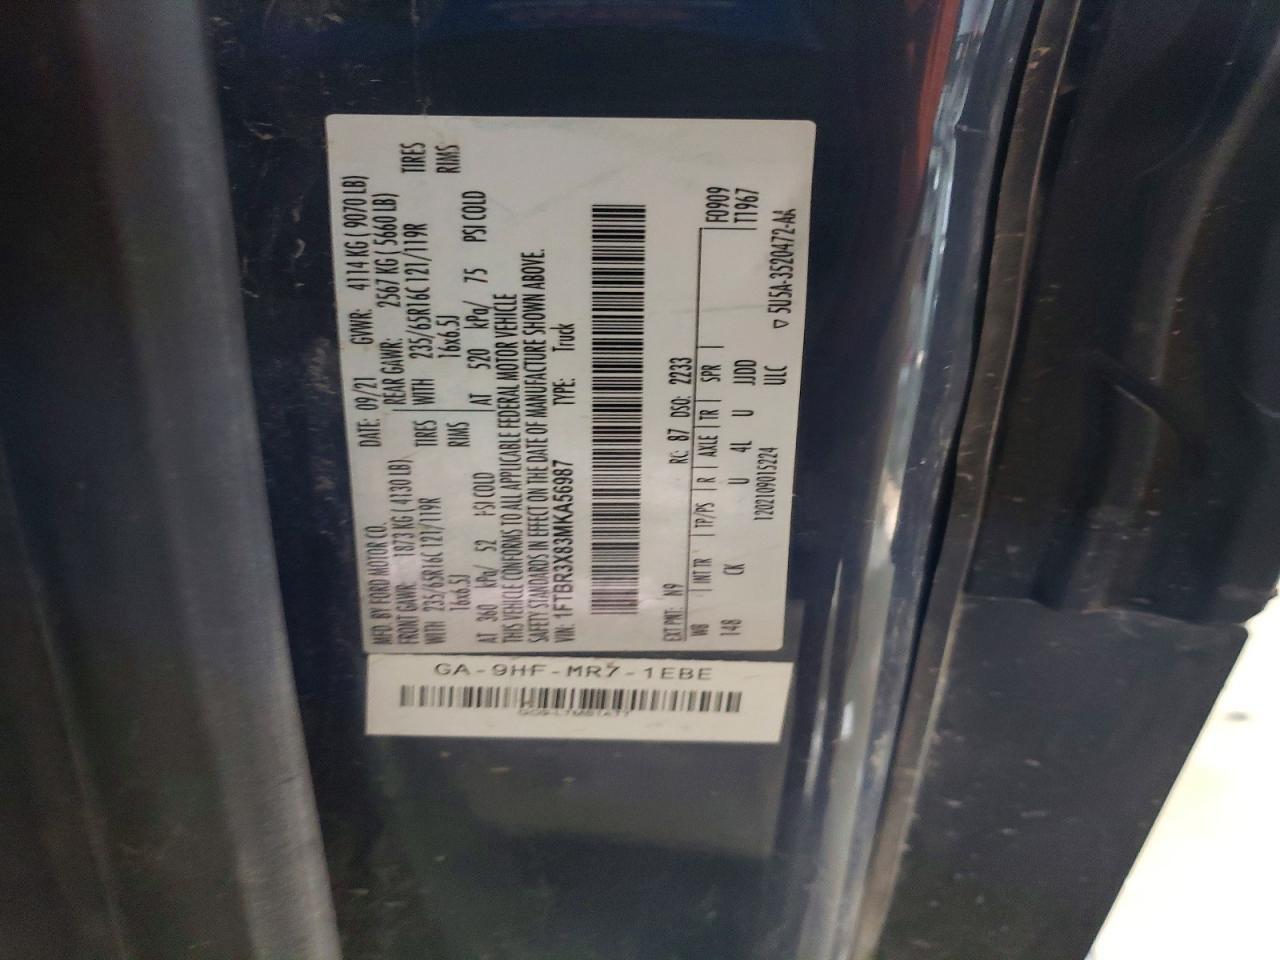 MFD. BY FORD MOTOR CO. DATE: 09/21 GVWR: 4114 KG ( 9070 LB)
FRONT GAWR: 1873 KG ( 4130 LB) REAR GAWR: 2567 KG ( 5660 LB)
WITH 235/65R16C 121/119R TIRES WITH 235/65R16C 121/119R TIRES
16x6.5J RIMS 16x6.5J RIMS
AT 360 kPa/ 52 PSI COLD AT 520 kPa/ 75 PSI COLD
THIS VEHICLE CONFORMS TO ALL APPLICABLE FEDERAL MOTOR VEHICLE
SAFETY STANDARDS IN EFFECT ON THE DATE OF MANUFACTURE SHOWN ABOVE.
VIN: 1FTBR3X83MKA56987 TYPE: Truck
EXT PNT: N9 RC: 87 DSO: 2233
WB INT TR TP/PS R AXLE TR SPR F0909
148 CK U 4L U JJDD T1967
1202109015224 ULC ▽ 5U5A-3520472-AA
GA-9HF-MR7-1EBE